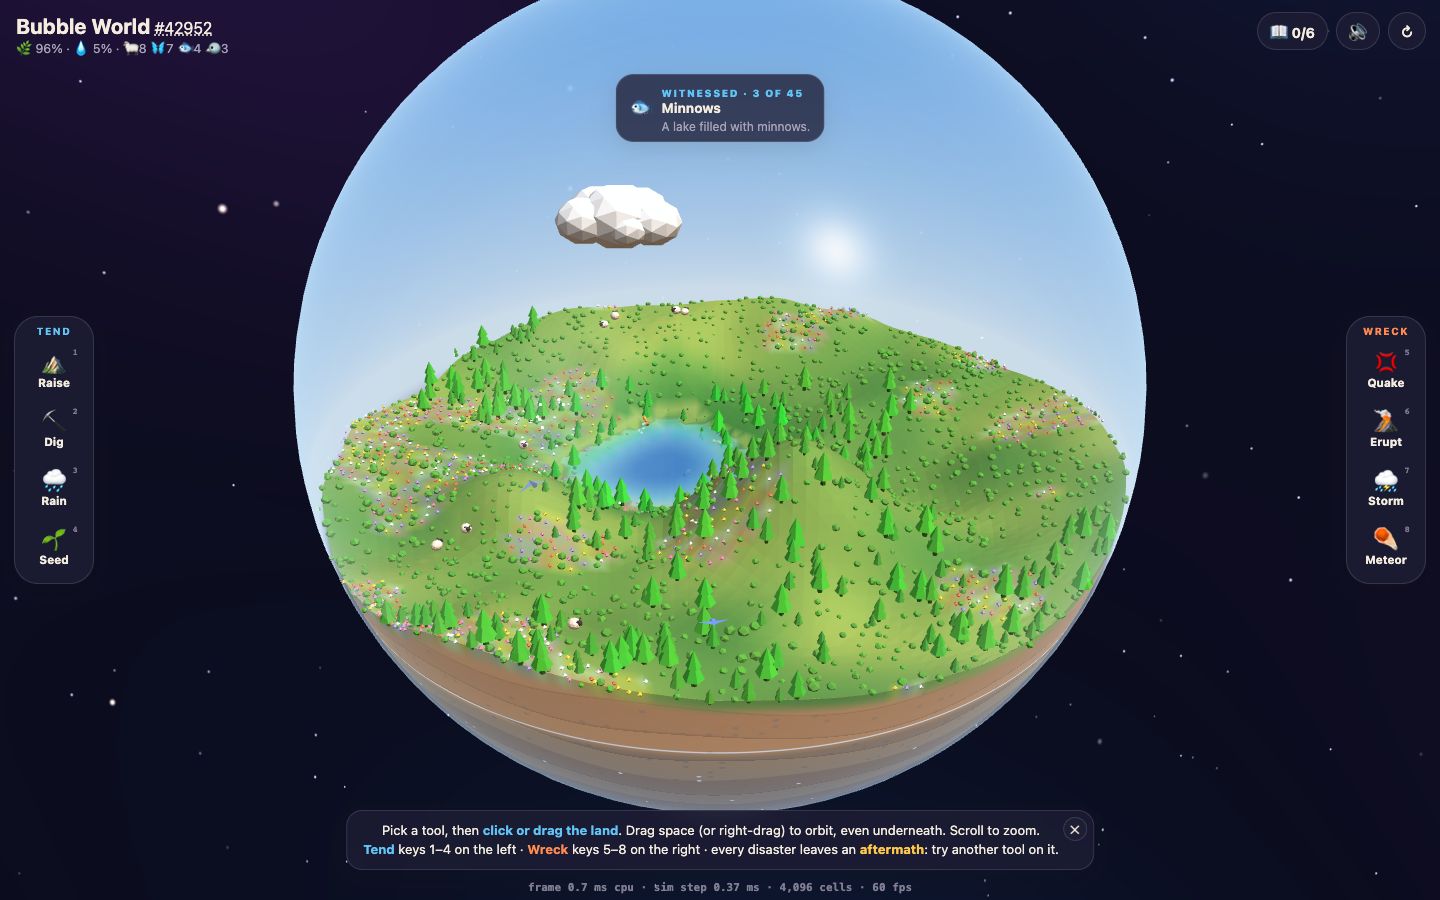 Bubble World #42952
96% · 5% · 8 7 4 3
0/6
WITNESSED · 3 OF 45
Minnows
A lake filled with minnows.
TEND
1
Raise
2
Dig
3
Rain
4
Seed
WRECK
5
Quake
6
Erupt
7
Storm
8
Meteor
Pick a tool, then click or drag the land. Drag space (or right-drag) to orbit, even underneath. Scroll to zoom.
Tend keys 1–4 on the left · Wreck keys 5–8 on the right · every disaster leaves an aftermath: try another tool on it.
frame 0.7 ms cpu · sim step 0.37 ms · 4,096 cells · 60 fps